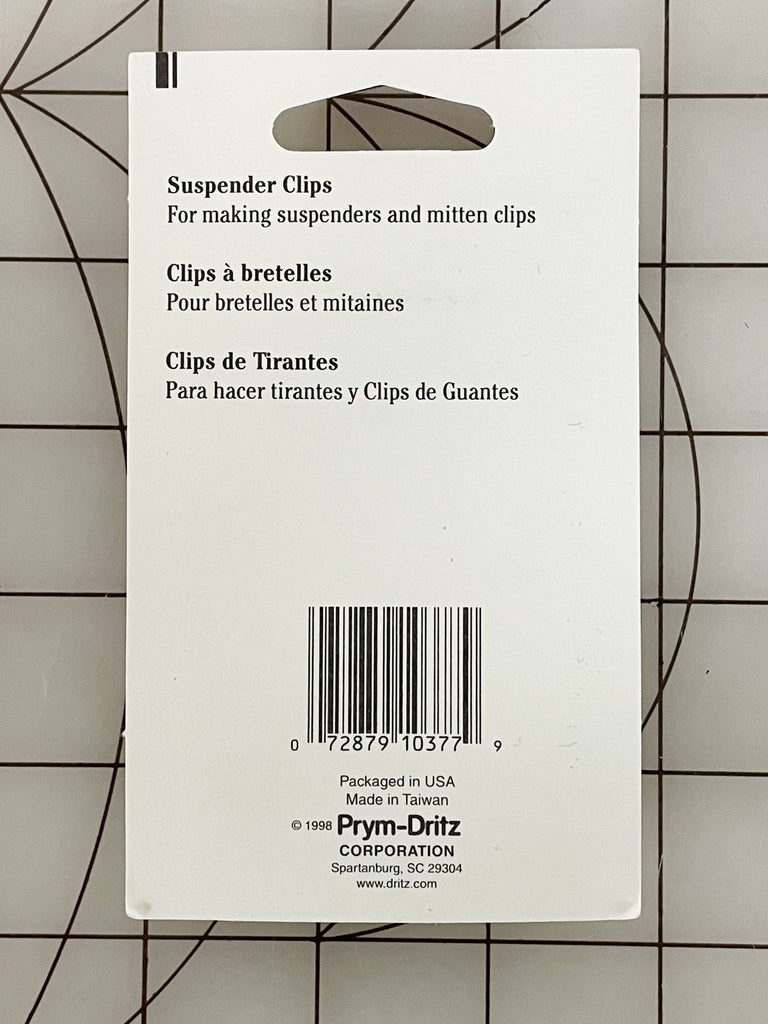 Suspender Clips
For making suspenders and mitten clips
Clips à bretelles
Pour bretelles et mitaines
Clips de Tirantes
Para hacer tirantes y Clips de Guantes
0 72879 10377 9
Packaged in USA
Made in Taiwan
© 1998 Prym-Dritz
CORPORATION
Spartanburg, SC 29304
www.dritz.com